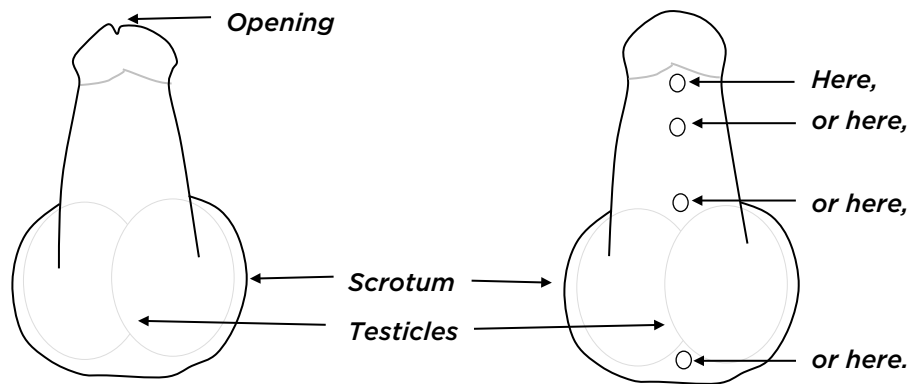 Opening
Here,
or here,
or here,
Scrotum
Testicles
or here.